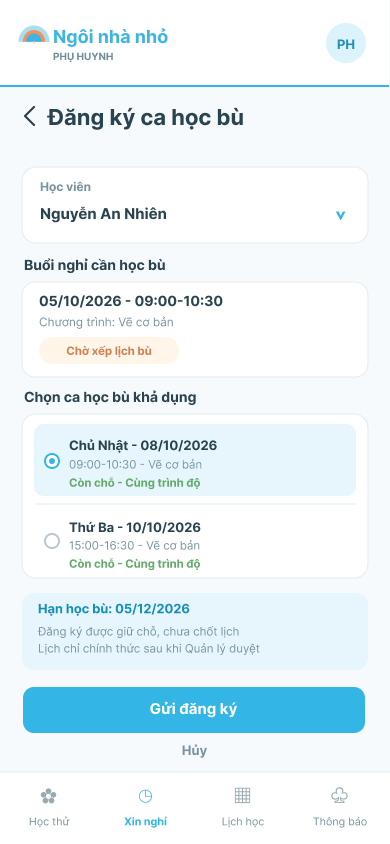 Ngôi nhà nhỏ
PHỤ HUYNH
PH
Đăng ký ca học bù
Học viên
Nguyễn An Nhiên
Buổi nghỉ cần học bù
05/10/2026 - 09:00-10:30
Chương trình: Vẽ cơ bản
Chờ xếp lịch bù
Chọn ca học bù khả dụng
Chủ Nhật - 08/10/2026
09:00-10:30 - Vẽ cơ bản
Còn chỗ - Cùng trình độ
Thứ Ba - 10/10/2026
15:00-16:30 - Vẽ cơ bản
Còn chỗ - Cùng trình độ
Hạn học bù: 05/12/2026
Đăng ký được giữ chỗ, chưa chốt lịch
Lịch chỉ chính thức sau khi Quản lý duyệt
Gửi đăng ký
Hủy
Học thử
Xin nghỉ
Lịch học
Thông báo